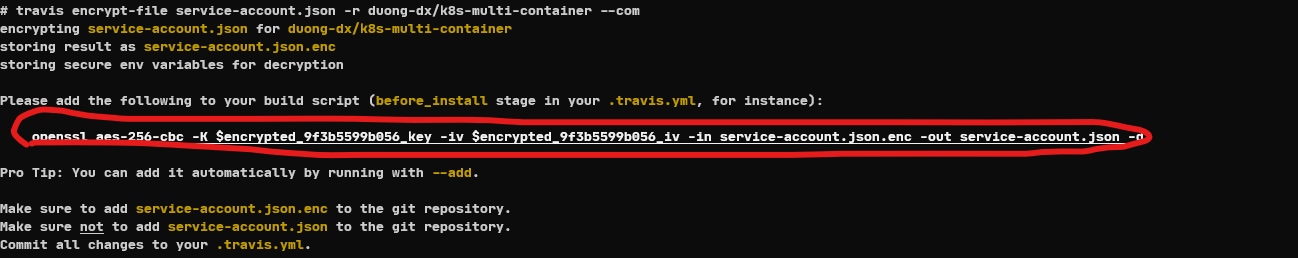 # travis encrypt-file service-account.json -r duong-dx/k8s-multi-container --com
encrypting service-account.json for duong-dx/k8s-multi-container
storing result as service-account.json.enc
storing secure env variables for decryption
Please add the following to your build script (before_install stage in your .travis.yml, for instance):
openssl aes-256-cbc -K $encrypted_9f3b5599b056_key -iv $encrypted_9f3b5599b056_iv -in service-account.json.enc -out service-account.json -d
Pro Tip: You can add it automatically by running with --add.
Make sure to add service-account.json.enc to the git repository.
Make sure not to add service-account.json to the git repository.
Commit all changes to your .travis.yml.